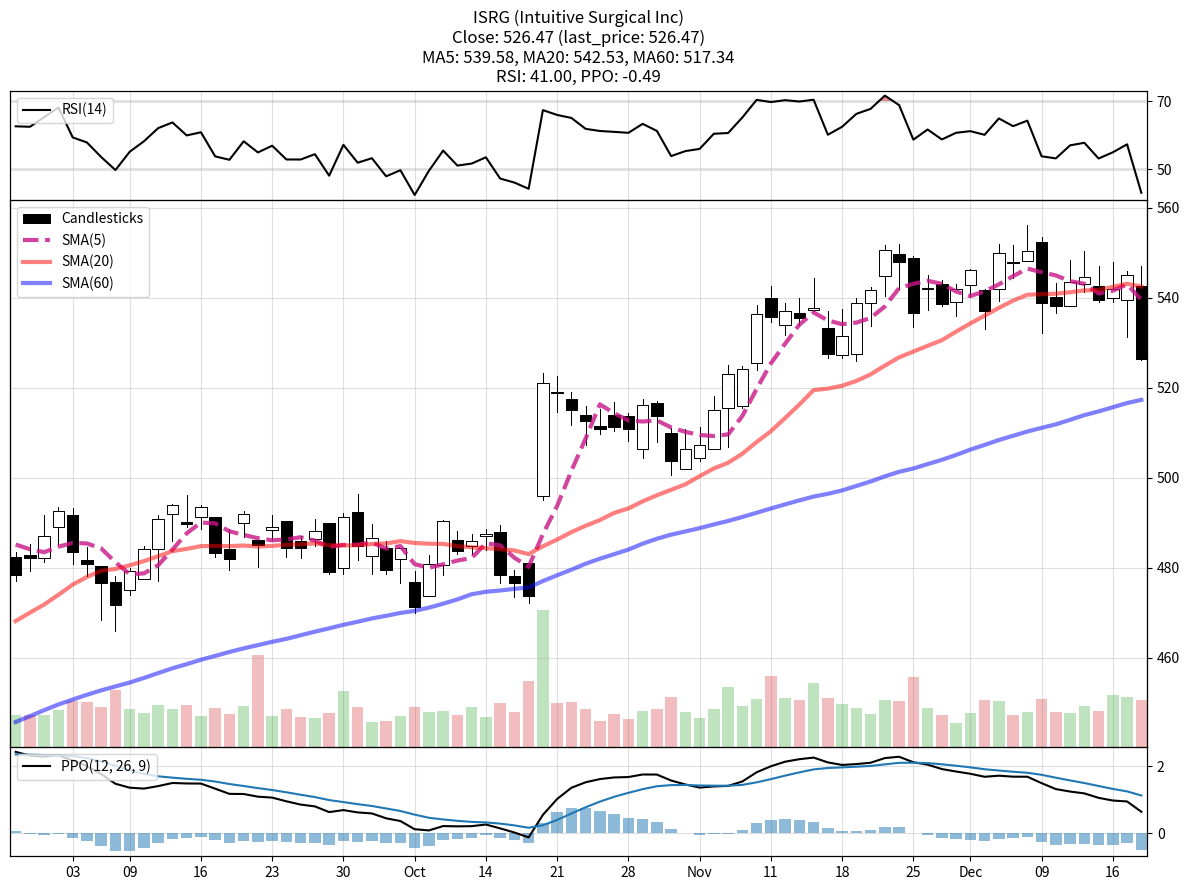 ISRG (Intuitive Surgical Inc)
Close: 526.47 (last_price: 526.47)
MA5: 539.58, MA20: 542.53, MA60: 517.34
RSI: 41.00, PPO: -0.49
RSI(14)
70
50
Candlesticks
SMA(5)
SMA(20)
SMA(60)
560
540
520
500
480
460
PPO(12, 26, 9)
2
0
03 09 16 23 30 Oct 14 21 28 Nov 11 18 25 Dec 09 16